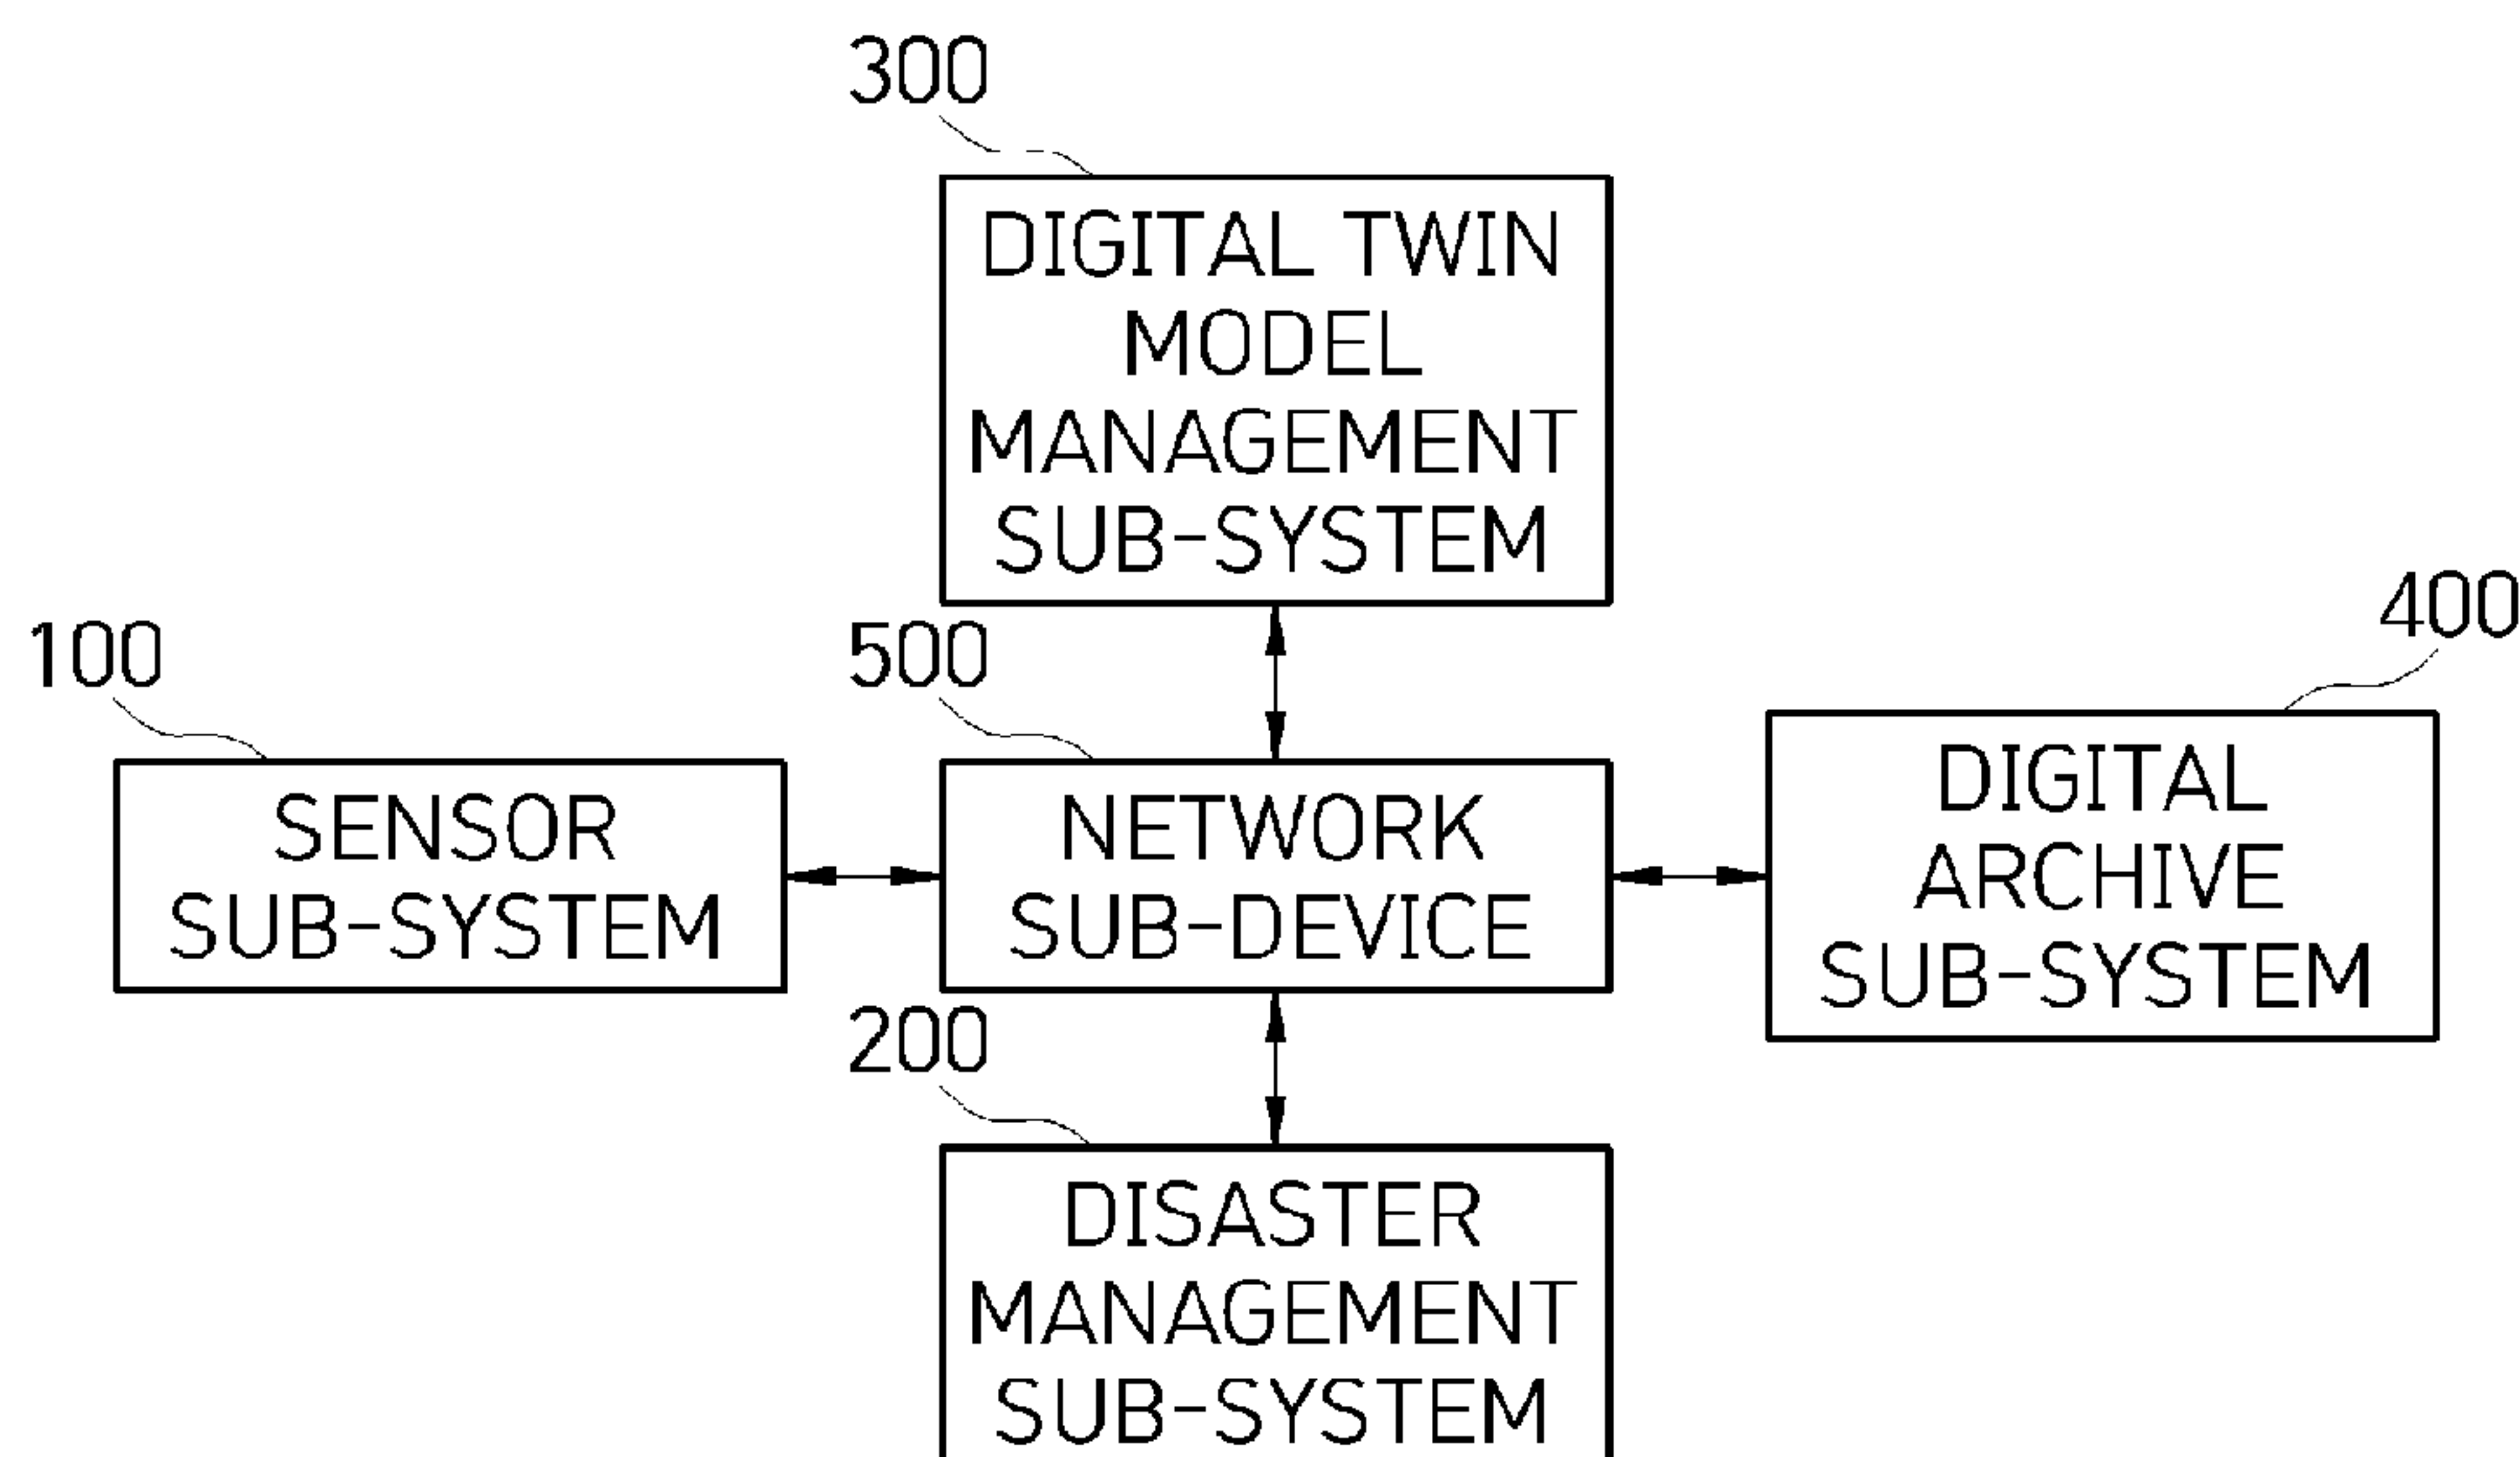 300
DIGITAL TWIN
MODEL
MANAGEMENT
SUB-SYSTEM
100
500
400
SENSOR
SUB-SYSTEM
NETWORK
SUB-DEVICE
DIGITAL
ARCHIVE
SUB-SYSTEM
200
DISASTER
MANAGEMENT
SUB-SYSTEM